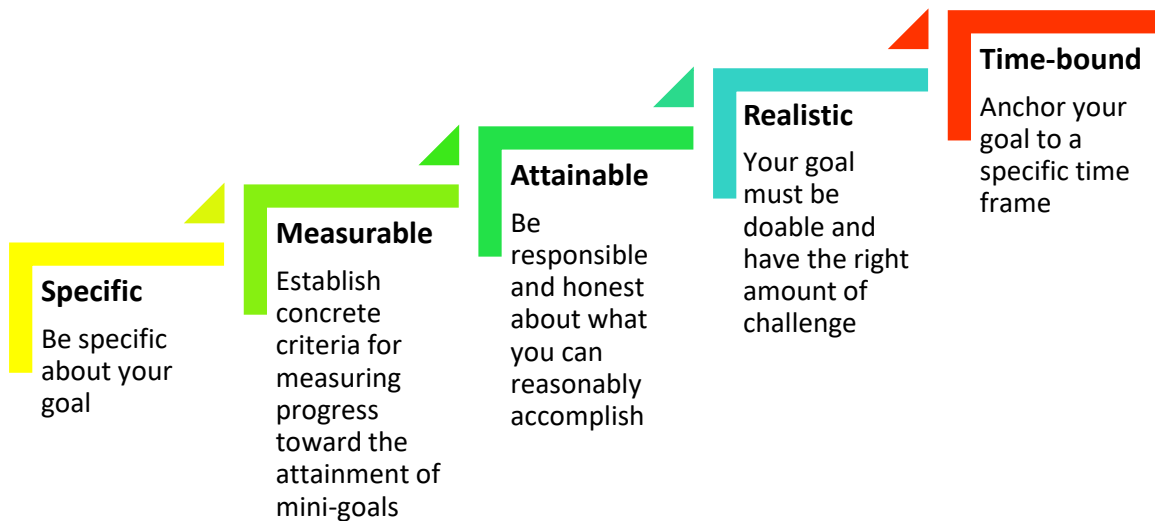 Specific
Be specific
about your
goal
Measurable
Establish
concrete
criteria for
measuring
progress
toward the
attainment of
mini-goals
Attainable
Be
responsible
and honest
about what
you can
reasonably
accomplish
Realistic
Your goal
must be
doable and
have the right
amount of
challenge
Time-bound
Anchor your
goal to a
specific time
frame